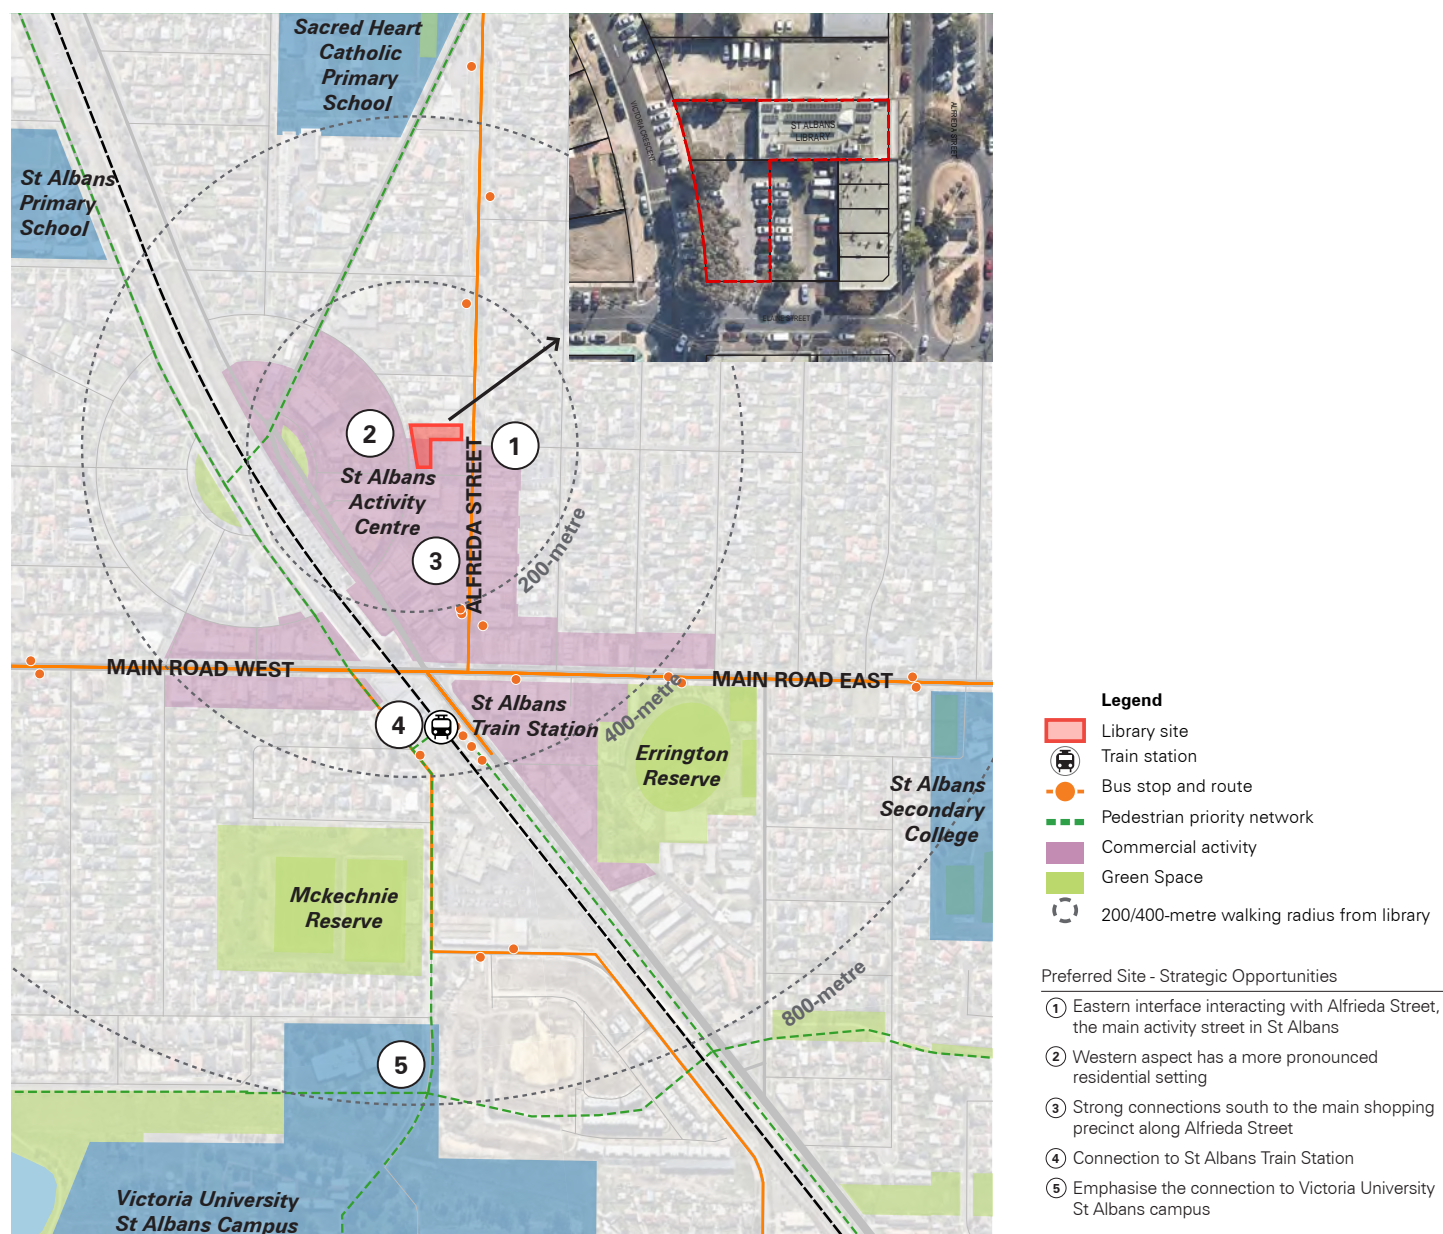 Sacred Heart
Catholic
Primary
School
St Albans
Primary
School
VICTORIA CRESCENT
ST ALBANS
LIBRARY
ALFRIEDA STREET
ELAINE STREET
2
1
St Albans
Activity
Centre
3
ALFREDA STREET
200-metre
MAIN ROAD WEST
MAIN ROAD EAST
4
St Albans
Train Station
400-metre
Errington
Reserve
St Albans
Secondary
College
Mckechnie
Reserve
800-metre
5
Victoria University
St Albans Campus
Legend
Library site
Train station
Bus stop and route
Pedestrian priority network
Commercial activity
Green Space
200/400-metre walking radius from library
Preferred Site - Strategic Opportunities
1 Eastern interface interacting with Alfrieda Street,
the main activity street in St Albans
2 Western aspect has a more pronounced
residential setting
3 Strong connections south to the main shopping
precinct along Alfrieda Street
4 Connection to St Albans Train Station
5 Emphasise the connection to Victoria University
St Albans campus